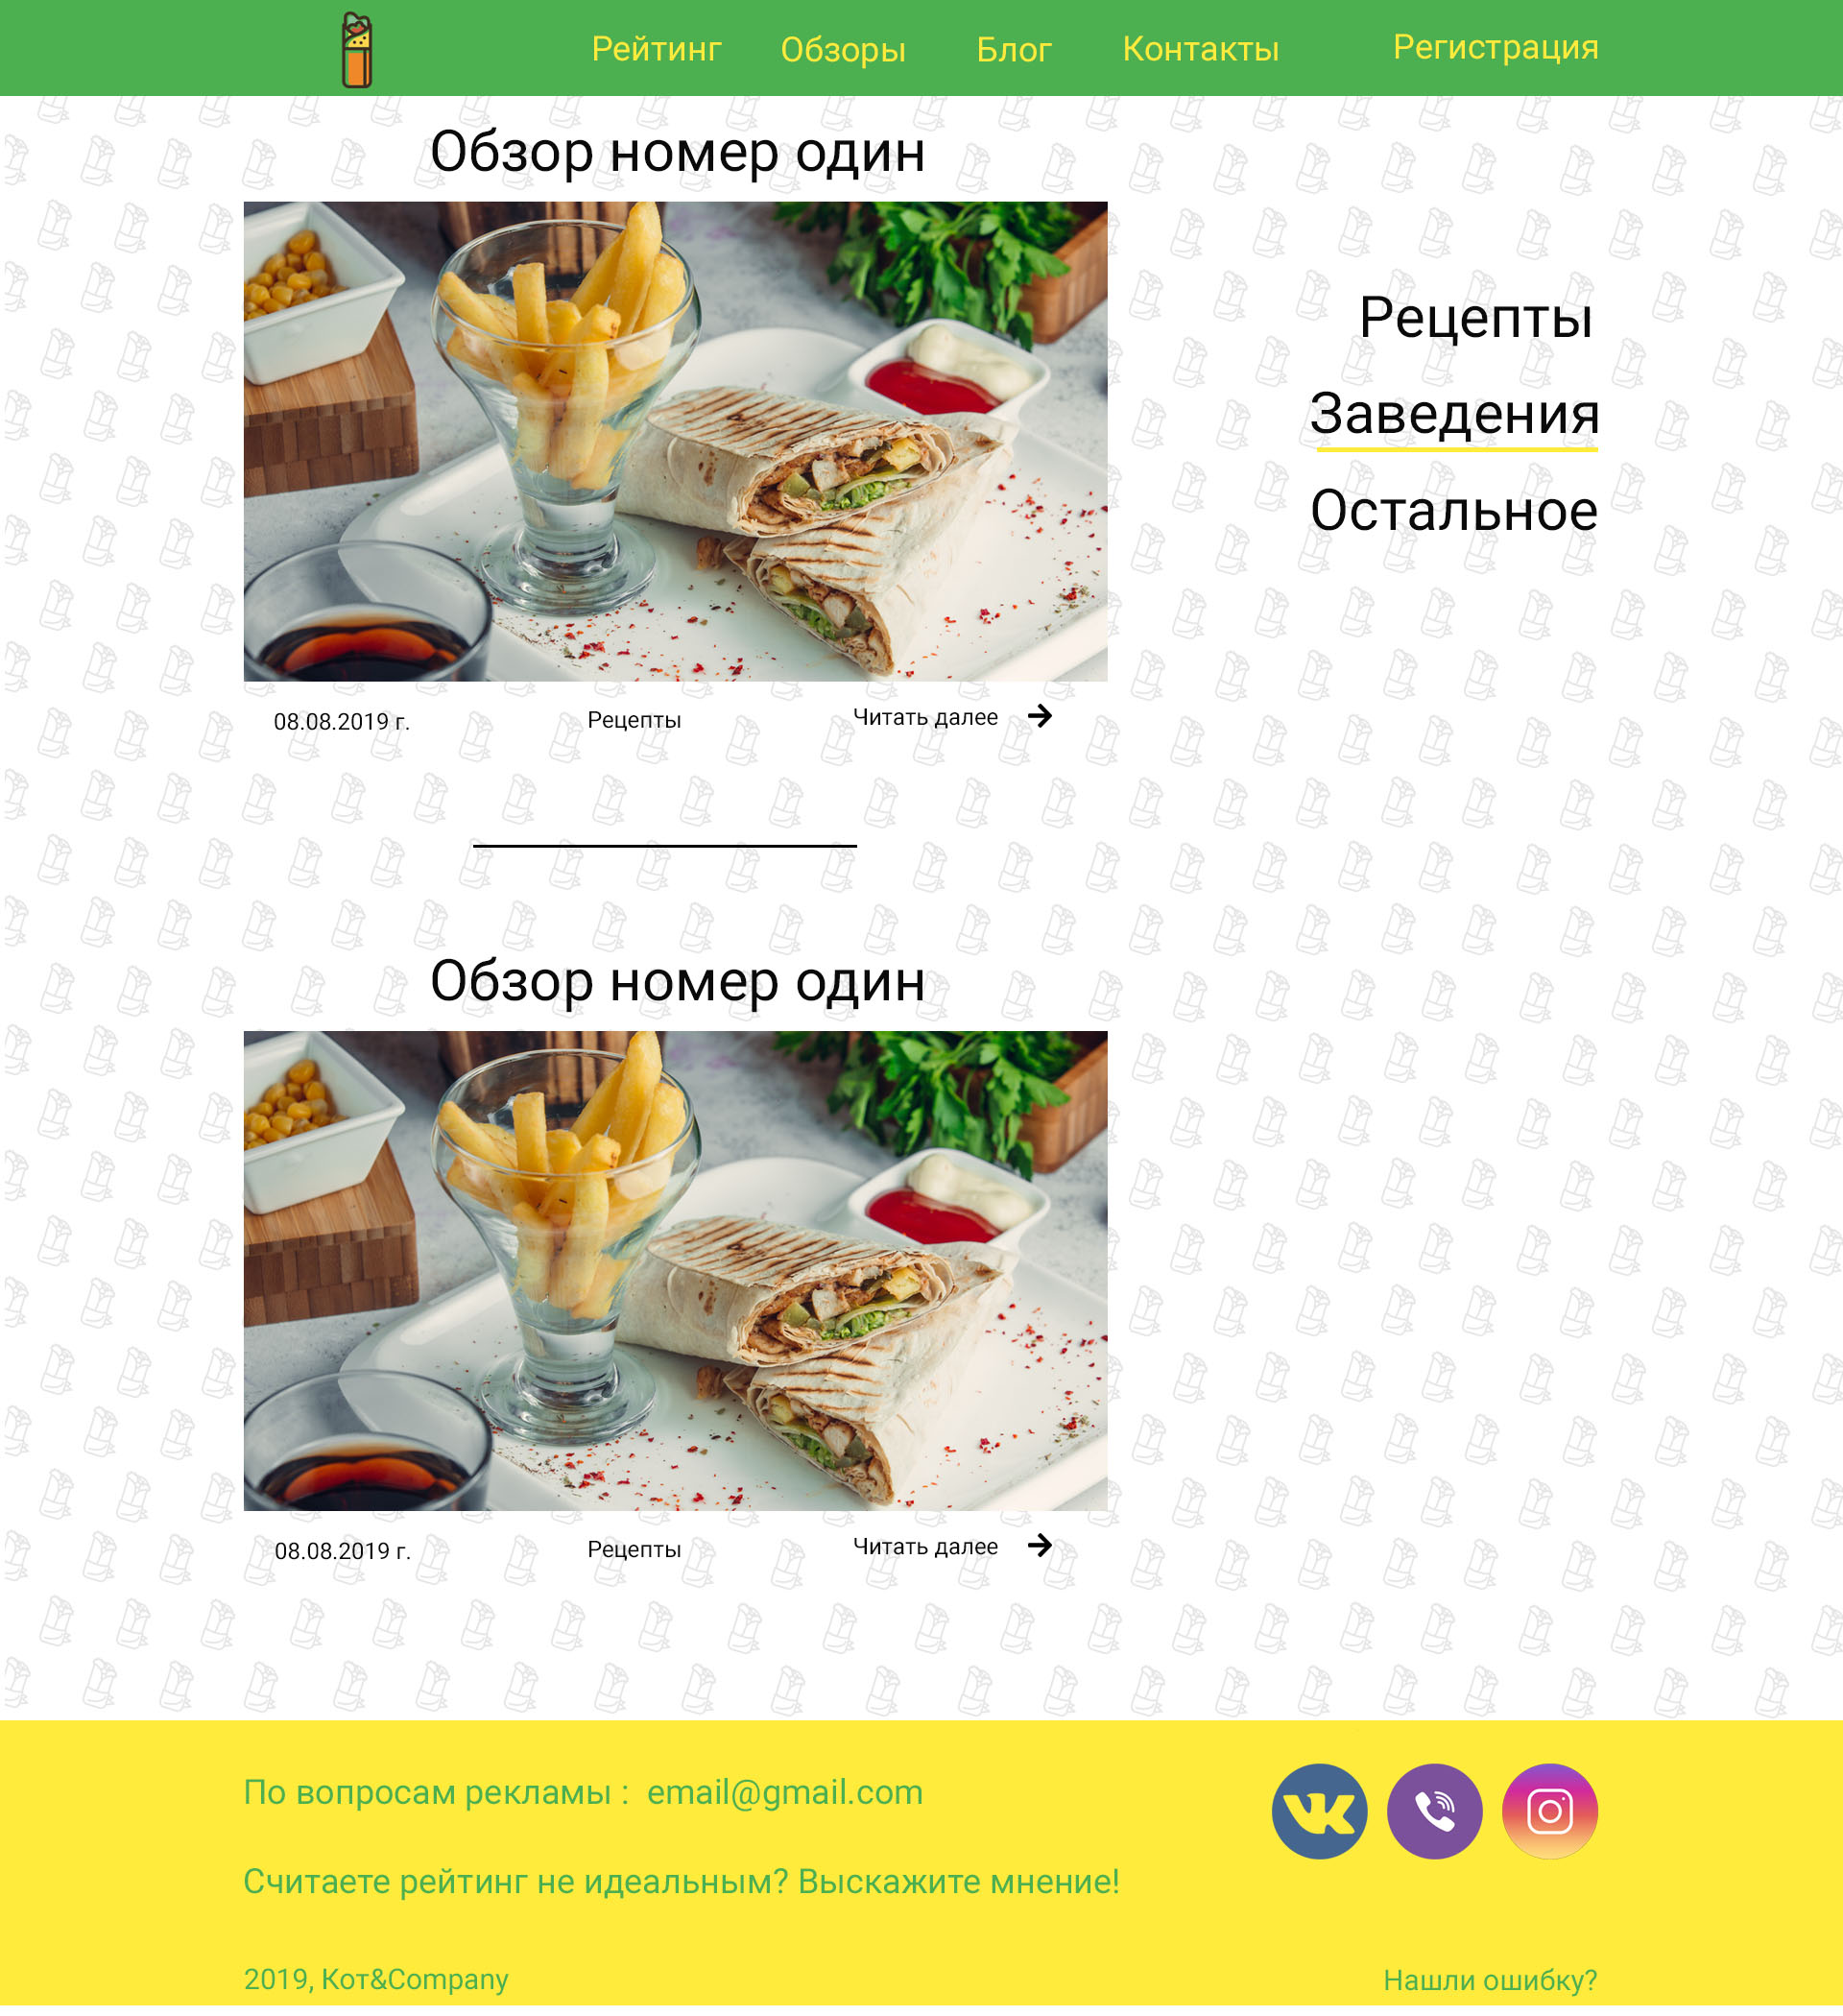 Рейтинг Обзоры Блог Контакты Регистрация
Обзор номер один
Рецепты
Заведения
Остальное
08.08.2019 г. Рецепты Читать далее
Обзор номер один
08.08.2019 г. Рецепты Читать далее
По вопросам рекламы : email@gmail.com
Считаете рейтинг не идеальным? Выскажите мнение!
2019, Кот&Company Нашли ошибку?